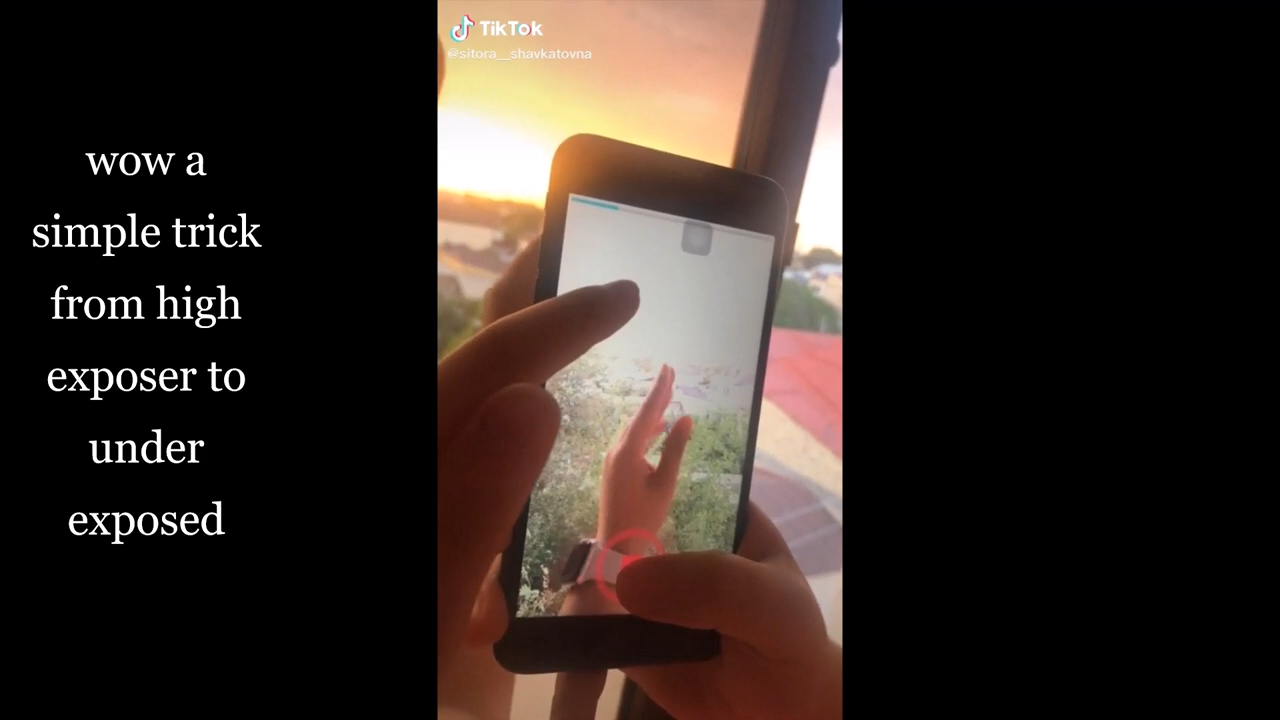 wow a
simple trick
from high
exposer to
under
exposed
TikTok
@sitora__shavkatovna